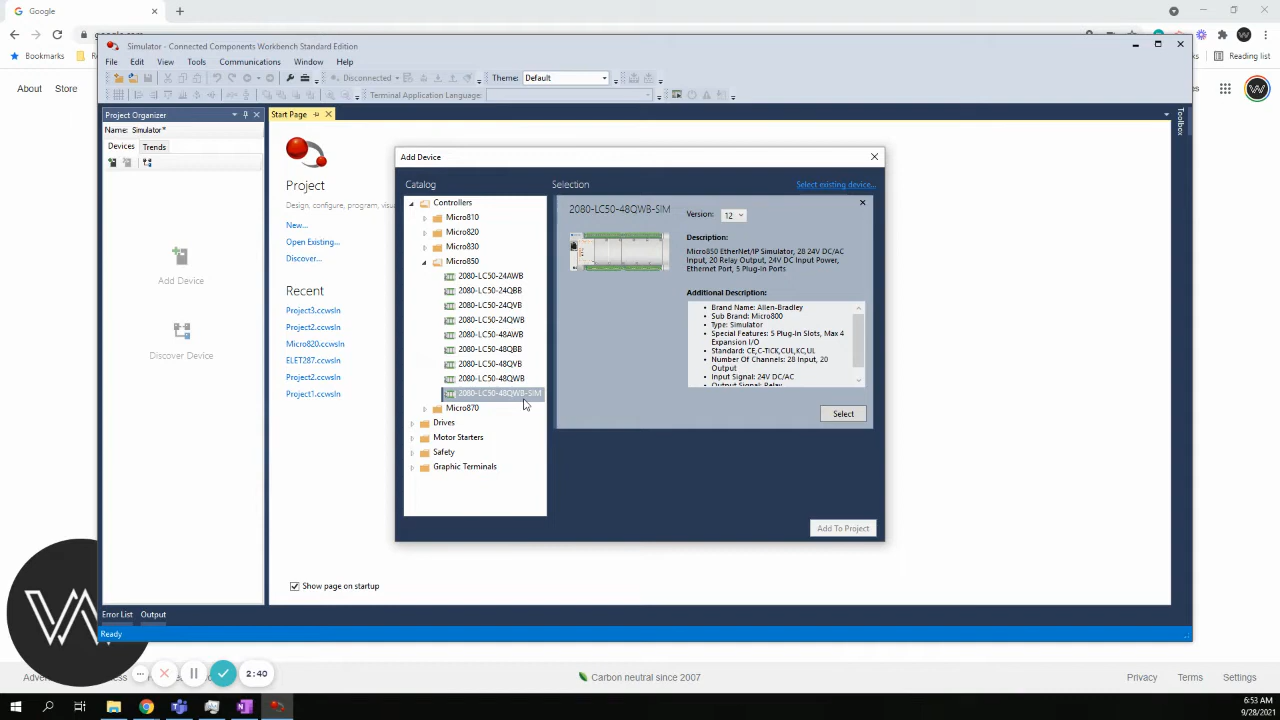 Google
google.com
Bookmarks
Reading list
About
Store
Simulator - Connected Components Workbench Standard Edition
File Edit View Tools Communications Window Help
Disconnected
Theme: Default
Terminal Application Language:
Project Organizer
Name: Simulator*
Devices Trends
Add Device
Discover Device
Start Page
Toolbox
Project
Design, configure, program, visu
New...
Open Existing...
Discover...
Recent
Project3.ccwsln
Project2.ccwsln
Micro820.ccwsln
ELET287.ccwsln
Project2.ccwsln
Project1.ccwsln
Show page on startup
Add Device
Catalog
Controllers
Micro810
Micro820
Micro830
Micro850
2080-LC50-24AWB
2080-LC50-24QBB
2080-LC50-24QVB
2080-LC50-24QWB
2080-LC50-48AWB
2080-LC50-48QBB
2080-LC50-48QVB
2080-LC50-48QWB
2080-LC50-48QWB-SIM
Micro870
Drives
Motor Starters
Safety
Graphic Terminals
Selection
Select existing device...
2080-LC50-48QWB-SIM
Version: 12
Description:
Micro850 EtherNet/IP Simulator, 28 24V DC/AC
Input, 20 Relay Output, 24V DC Input Power,
Ethernet Port, 5 Plug-In Ports
Additional Description:
• Brand Name: Allen-Bradley
• Sub Brand: Micro800
• Type: Simulator
• Special Features: 5 Plug-In Slots, Max 4
Expansion I/O
• Standard: CE,C-TICK,CUL,KC,UL
• Number Of Channels: 28 Input, 20
Output
• Input Signal: 24V DC/AC
• Output Signal: Relay
Select
Add To Project
Error List Output
Ready
2:40
Carbon neutral since 2007
Privacy Terms Settings
6:53 AM
9/28/2021